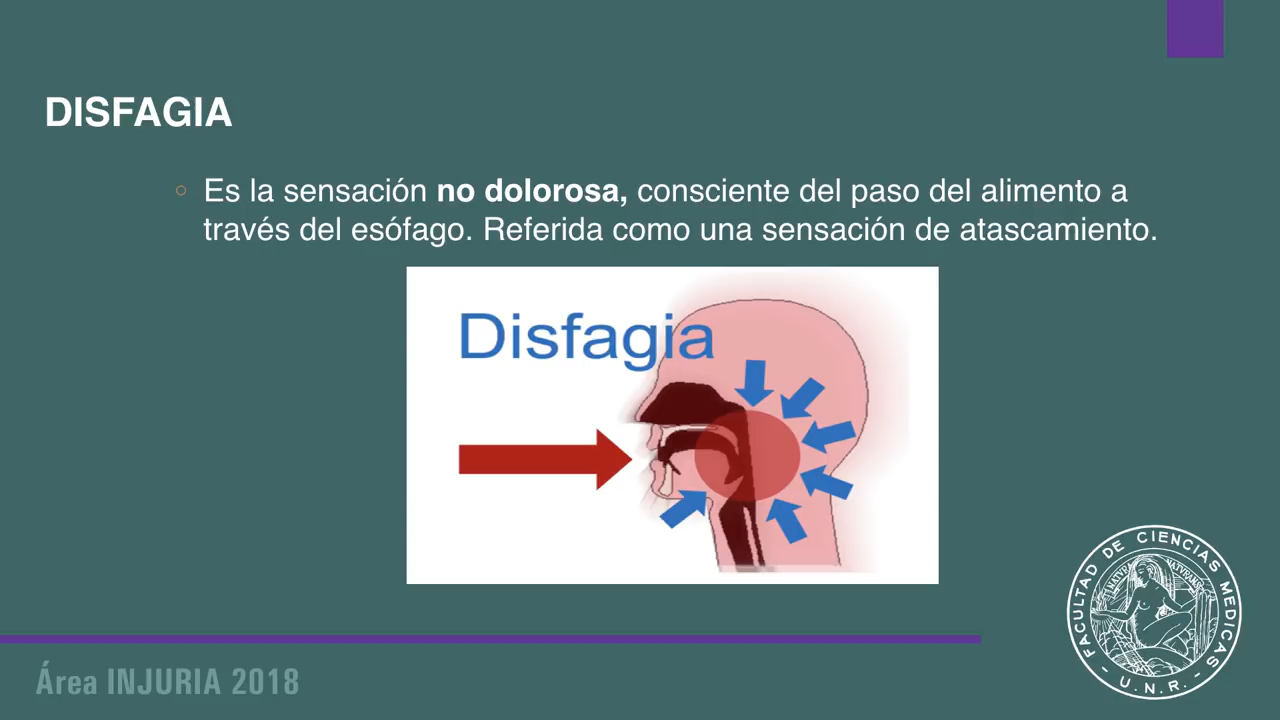 DISFAGIA
Es la sensación no dolorosa, consciente del paso del alimento a
través del esófago. Referida como una sensación de atascamiento.
Disfagia
FACULTAD DE CIENCIAS MEDICAS
- U.N.R. -
Área INJURIA 2018